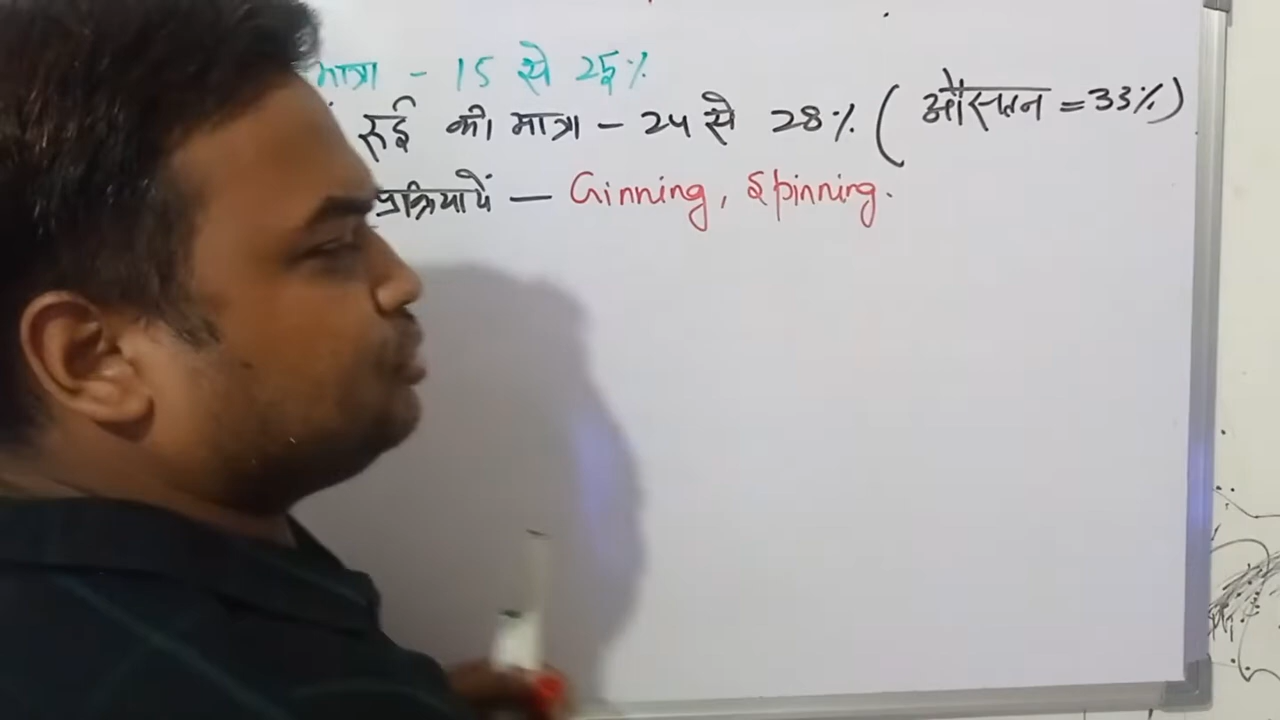 मात्रा - 15 से 25%
रुई की मात्रा - 24 से 28% ( औसतन = 33% )
प्रक्रियायें - Ginning, Spinning.